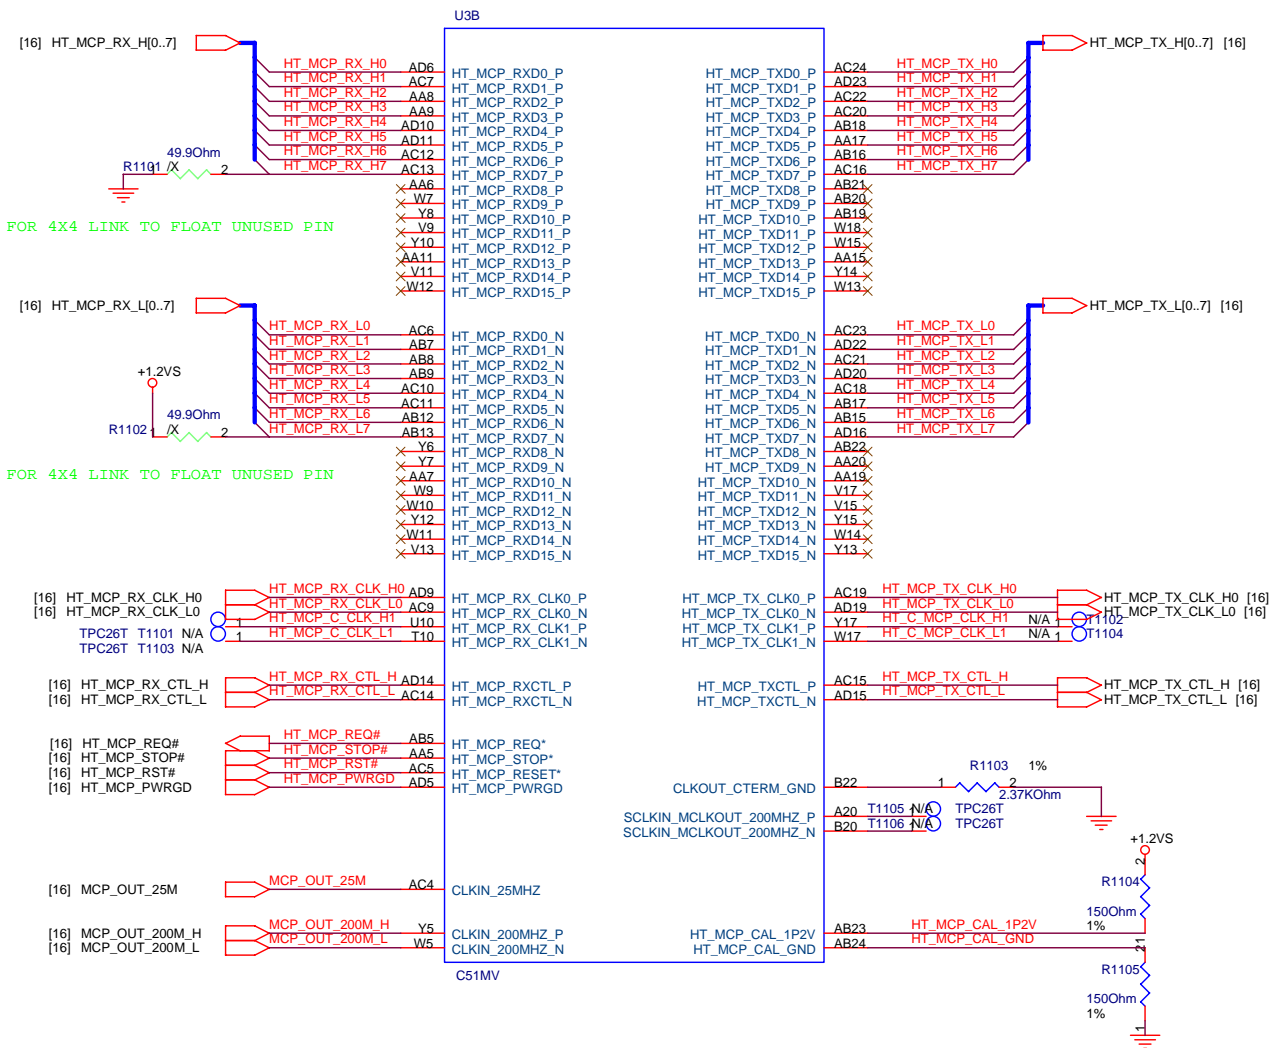 U3B
[16] HT_MCP_RX_H[0..7]
HT_MCP_TX_H[0..7] [16]
HT_MCP_RX_H0 AD6 HT_MCP_RXD0_P HT_MCP_TXD0_P AC24 HT_MCP_TX_H0
HT_MCP_RX_H1 AC7 HT_MCP_RXD1_P HT_MCP_TXD1_P AD23 HT_MCP_TX_H1
HT_MCP_RX_H2 AA8 HT_MCP_RXD2_P HT_MCP_TXD2_P AC22 HT_MCP_TX_H2
HT_MCP_RX_H3 AA9 HT_MCP_RXD3_P HT_MCP_TXD3_P AC20 HT_MCP_TX_H3
HT_MCP_RX_H4 AD10 HT_MCP_RXD4_P HT_MCP_TXD4_P AB18 HT_MCP_TX_H4
HT_MCP_RX_H5 AD11 HT_MCP_RXD5_P HT_MCP_TXD5_P AA17 HT_MCP_TX_H5
49.9Ohm HT_MCP_RX_H6 AC12 HT_MCP_RXD6_P HT_MCP_TXD6_P AB16 HT_MCP_TX_H6
R1101 1 /X 2 HT_MCP_RX_H7 AC13 HT_MCP_RXD7_P HT_MCP_TXD7_P AC16 HT_MCP_TX_H7
AA6 HT_MCP_RXD8_P HT_MCP_TXD8_P AB21
W7 HT_MCP_RXD9_P HT_MCP_TXD9_P AB20
Y8 HT_MCP_RXD10_P HT_MCP_TXD10_P AB19
FOR 4X4 LINK TO FLOAT UNUSED PIN
V9 HT_MCP_RXD11_P HT_MCP_TXD11_P W18
Y10 HT_MCP_RXD12_P HT_MCP_TXD12_P W15
AA11 HT_MCP_RXD13_P HT_MCP_TXD13_P AA15
V11 HT_MCP_RXD14_P HT_MCP_TXD14_P Y14
W12 HT_MCP_RXD15_P HT_MCP_TXD15_P W13
[16] HT_MCP_RX_L[0..7]
HT_MCP_TX_L[0..7] [16]
HT_MCP_RX_L0 AC6 HT_MCP_RXD0_N HT_MCP_TXD0_N AC23 HT_MCP_TX_L0
HT_MCP_RX_L1 AB7 HT_MCP_RXD1_N HT_MCP_TXD1_N AD22 HT_MCP_TX_L1
HT_MCP_RX_L2 AB8 HT_MCP_RXD2_N HT_MCP_TXD2_N AC21 HT_MCP_TX_L2
+1.2VS HT_MCP_RX_L3 AB9 HT_MCP_RXD3_N HT_MCP_TXD3_N AD20 HT_MCP_TX_L3
HT_MCP_RX_L4 AC10 HT_MCP_RXD4_N HT_MCP_TXD4_N AC18 HT_MCP_TX_L4
HT_MCP_RX_L5 AC11 HT_MCP_RXD5_N HT_MCP_TXD5_N AB17 HT_MCP_TX_L5
49.9Ohm HT_MCP_RX_L6 AB12 HT_MCP_RXD6_N HT_MCP_TXD6_N AB15 HT_MCP_TX_L6
R1102 1 /X 2 HT_MCP_RX_L7 AB13 HT_MCP_RXD7_N HT_MCP_TXD7_N AD16 HT_MCP_TX_L7
Y6 HT_MCP_RXD8_N HT_MCP_TXD8_N AB22
Y7 HT_MCP_RXD9_N HT_MCP_TXD9_N AA20
FOR 4X4 LINK TO FLOAT UNUSED PIN
AA7 HT_MCP_RXD10_N HT_MCP_TXD10_N AA19
W9 HT_MCP_RXD11_N HT_MCP_TXD11_N V17
W10 HT_MCP_RXD12_N HT_MCP_TXD12_N V15
Y12 HT_MCP_RXD13_N HT_MCP_TXD13_N Y15
W11 HT_MCP_RXD14_N HT_MCP_TXD14_N W14
V13 HT_MCP_RXD15_N HT_MCP_TXD15_N Y13
[16] HT_MCP_RX_CLK_H0 HT_MCP_RX_CLK_H0 AD9 HT_MCP_RX_CLK0_P HT_MCP_TX_CLK0_P AC19 HT_MCP_TX_CLK_H0 HT_MCP_TX_CLK_H0 [16]
[16] HT_MCP_RX_CLK_L0 HT_MCP_RX_CLK_L0 AC9 HT_MCP_RX_CLK0_N HT_MCP_TX_CLK0_N AD19 HT_MCP_TX_CLK_L0 HT_MCP_TX_CLK_L0 [16]
1 HT_MCP_C_CLK_H1 U10 HT_MCP_RX_CLK1_P HT_MCP_TX_CLK1_P Y17 HT_C_MCP_CLK_H1 N/A 1 T1102
TPC26T T1101 N/A 1 HT_MCP_C_CLK_L1 T10 HT_MCP_RX_CLK1_N HT_MCP_TX_CLK1_N W17 HT_C_MCP_CLK_L1 N/A 1 T1104
TPC26T T1103 N/A
[16] HT_MCP_RX_CTL_H HT_MCP_RX_CTL_H AD14 HT_MCP_RXCTL_P HT_MCP_TXCTL_P AC15 HT_MCP_TX_CTL_H HT_MCP_TX_CTL_H [16]
[16] HT_MCP_RX_CTL_L HT_MCP_RX_CTL_L AC14 HT_MCP_RXCTL_N HT_MCP_TXCTL_N AD15 HT_MCP_TX_CTL_L HT_MCP_TX_CTL_L [16]
[16] HT_MCP_REQ# HT_MCP_REQ# AB5 HT_MCP_REQ*
[16] HT_MCP_STOP# HT_MCP_STOP# AA5 HT_MCP_STOP*
[16] HT_MCP_RST# HT_MCP_RST# AC5 HT_MCP_RESET*
R1103 1%
[16] HT_MCP_PWRGD HT_MCP_PWRGD AD5 HT_MCP_PWRGD CLKOUT_CTERM_GND B22 1 2
2.37KOhm
SCLKIN_MCLKOUT_200MHZ_P A20 T1105 N/A 1 TPC26T
SCLKIN_MCLKOUT_200MHZ_N B20 T1106 N/A 1 TPC26T
+1.2VS
2
[16] MCP_OUT_25M MCP_OUT_25M AC4 CLKIN_25MHZ
R1104
150Ohm
1%
[16] MCP_OUT_200M_H MCP_OUT_200M_H Y5 CLKIN_200MHZ_P HT_MCP_CAL_1P2V AB23 HT_MCP_CAL_1P2V
1
[16] MCP_OUT_200M_L MCP_OUT_200M_L W5 CLKIN_200MHZ_N HT_MCP_CAL_GND AB24 HT_MCP_CAL_GND
2
C51MV
R1105
150Ohm
1%
1